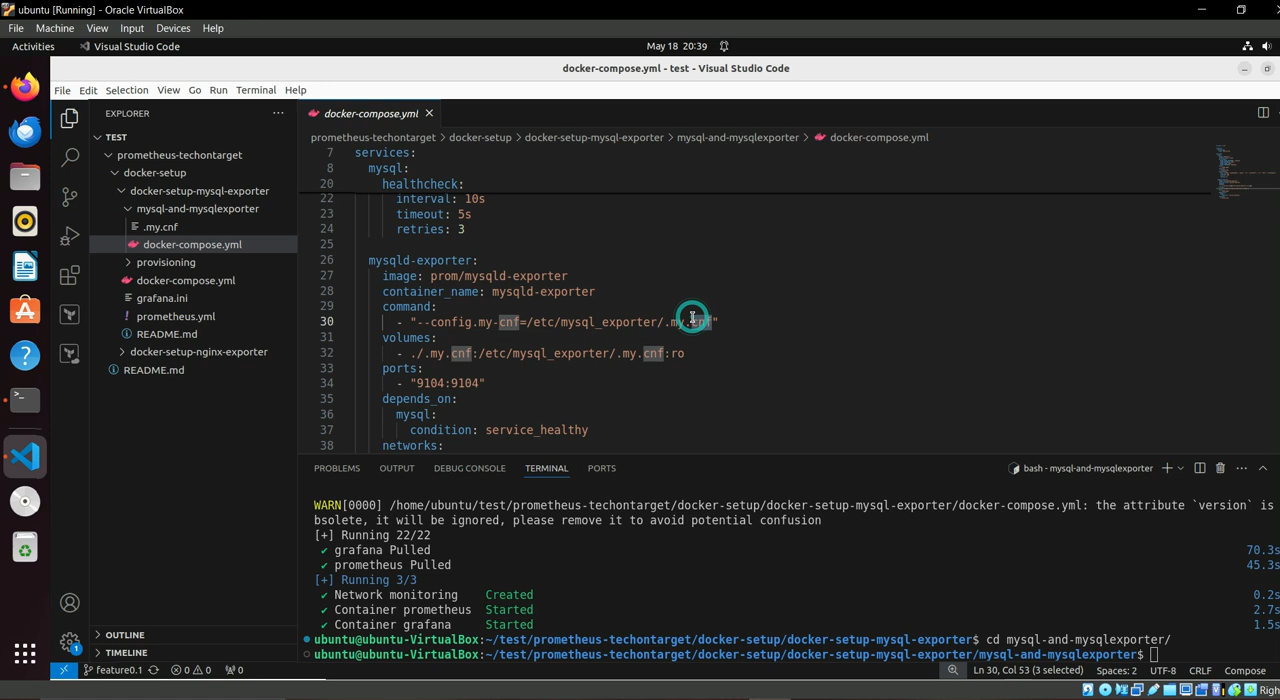 ubuntu [Running] - Oracle VirtualBox
File Machine View Input Devices Help
Activities Visual Studio Code May 18 20:39
docker-compose.yml - test - Visual Studio Code
File Edit Selection View Go Run Terminal Help
EXPLORER
TEST
prometheus-techontarget
docker-setup
docker-setup-mysql-exporter
mysql-and-mysqlexporter
.my.cnf
docker-compose.yml
provisioning
docker-compose.yml
grafana.ini
prometheus.yml
README.md
docker-setup-nginx-exporter
README.md
OUTLINE
TIMELINE
docker-compose.yml
prometheus-techontarget > docker-setup > docker-setup-mysql-exporter > mysql-and-mysqlexporter > docker-compose.yml
7 services:
8 mysql:
20 healthcheck:
22 interval: 10s
23 timeout: 5s
24 retries: 3
25
26 mysqld-exporter:
27 image: prom/mysqld-exporter
28 container_name: mysqld-exporter
29 command:
30 - "--config.my-cnf=/etc/mysql_exporter/.my.cnf"
31 volumes:
32 - ./.my.cnf:/etc/mysql_exporter/.my.cnf:ro
33 ports:
34 - "9104:9104"
35 depends_on:
36 mysql:
37 condition: service_healthy
38 networks:
PROBLEMS OUTPUT DEBUG CONSOLE TERMINAL PORTS
bash - mysql-and-mysqlexporter
WARN[0000] /home/ubuntu/test/prometheus-techontarget/docker-setup/docker-setup-mysql-exporter/docker-compose.yml: the attribute `version` is
bsolete, it will be ignored, please remove it to avoid potential confusion
[+] Running 22/22
✔ grafana Pulled 70.3s
✔ prometheus Pulled 45.3s
[+] Running 3/3
✔ Network monitoring Created 0.2s
✔ Container prometheus Started 2.7s
✔ Container grafana Started 1.5s
ubuntu@ubuntu-VirtualBox:~/test/prometheus-techontarget/docker-setup/docker-setup-mysql-exporter$ cd mysql-and-mysqlexporter/
ubuntu@ubuntu-VirtualBox:~/test/prometheus-techontarget/docker-setup/docker-setup-mysql-exporter/mysql-and-mysqlexporter$
feature0.1 0 0 0 Ln 30, Col 53 (3 selected) Spaces: 2 UTF-8 CRLF Compose
Righ